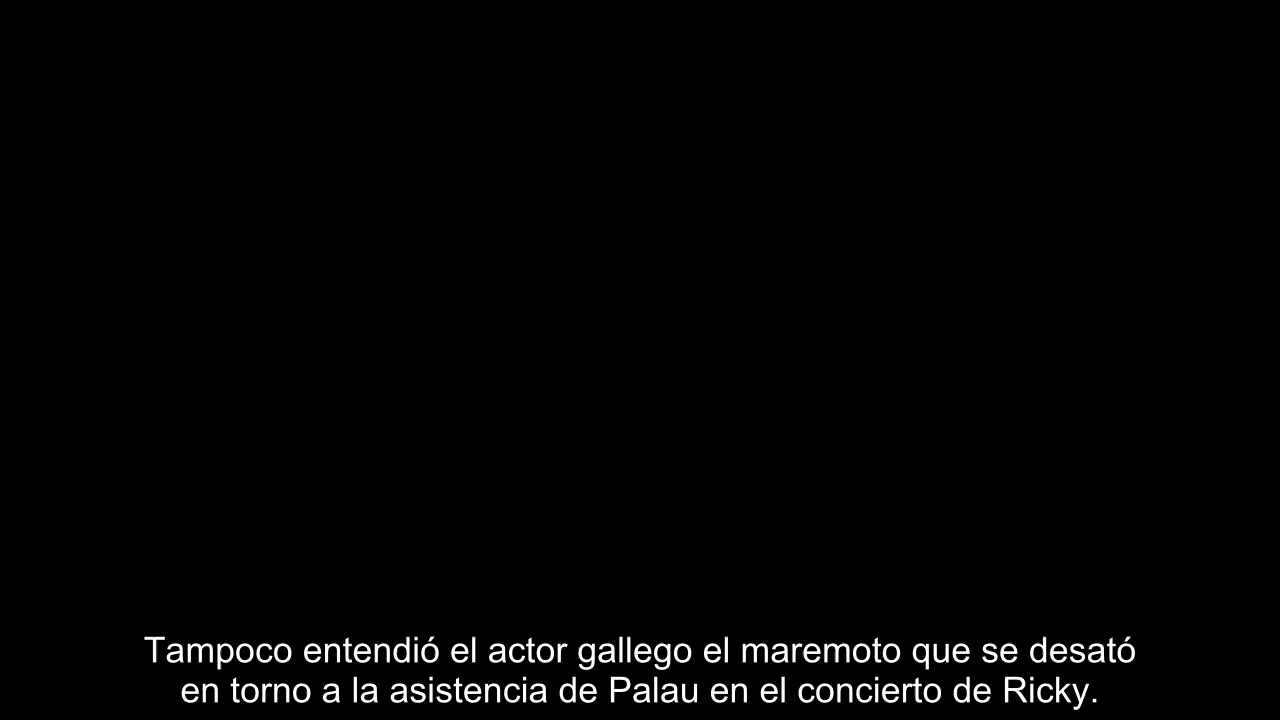 Tampoco entendió el actor gallego el maremoto que se desató
en torno a la asistencia de Palau en el concierto de Ricky.